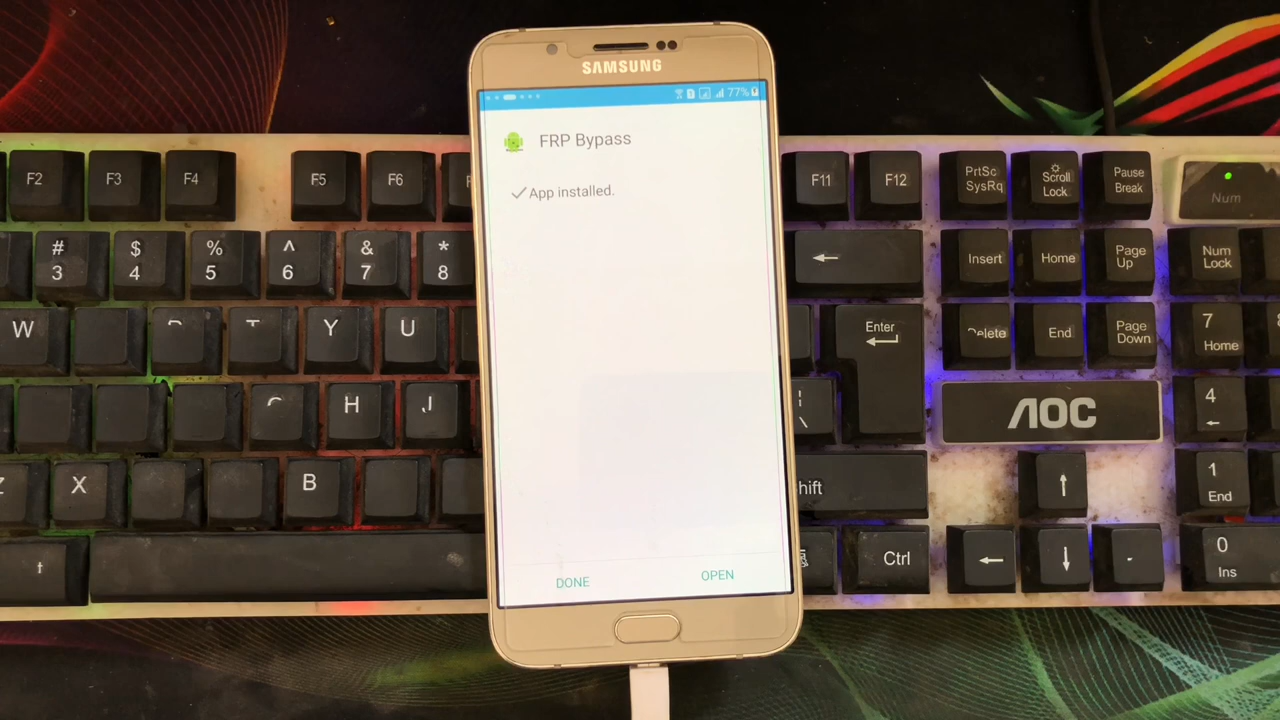 SAMSUNG
77%
FRP Bypass
App installed.
DONE
OPEN
F2
F3
F4
F5
F6
F11
F12
PrtSc
SysRq
Scroll
Lock
Pause
Break
Num
#
3
$
4
%
5
^
6
&
7
*
8
←
Insert
Home
Page
Up
Num
Lock
W
Y
U
Enter
Delete
End
Page
Down
7
Home
H
J
\
AOC
4
←
X
B
↑
1
End
Ctrl
←
↓
0
Ins